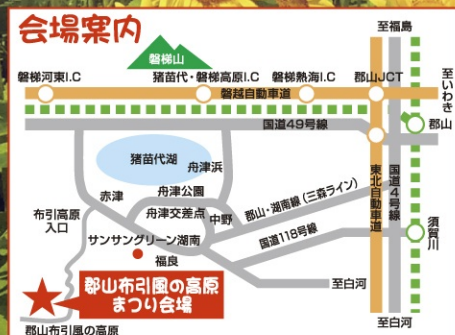 会場案内
至福島
磐梯山
磐梯河東I.C
猪苗代・磐梯高原I.C
磐梯熱海I.C
郡山JCT
至いわき
磐越自動車道
国道49号線
郡山
猪苗代湖
舟津浜
赤津
舟津公園
布引高原
入口
舟津交差点
中野
郡山・湖南線(三森ライン)
東北自動車道
国道4号線
サンサングリーン湖南
国道118号線
須賀川
福良
郡山布引風の高原
まつり会場
至白河
郡山布引風の高原
至白河